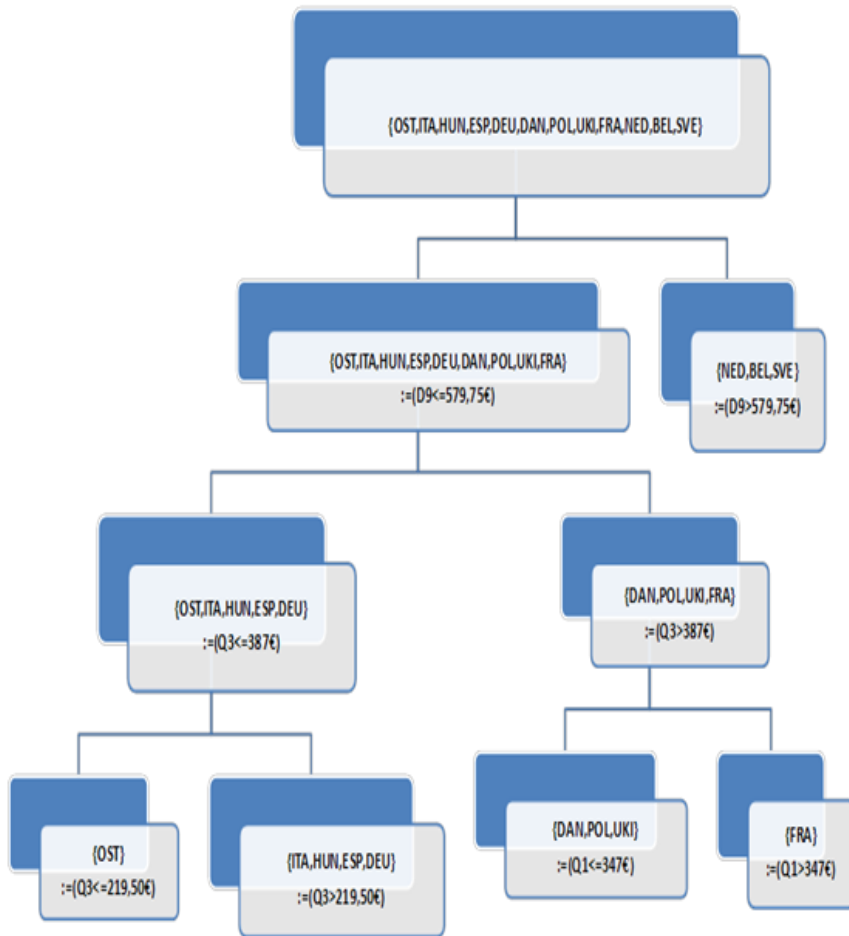 {OST,ITA,HUN,ESP,DEU,DAN,POL,UKI,FRA,NED,BEL,SVE}
{OST,ITA,HUN,ESP,DEU,DAN,POL,UKI,FRA}
:=(D9<=579,75€)
{NED,BEL,SVE}
:=(D9>579,75€)
{OST,ITA,HUN,ESP,DEU}
:=(Q3<=387€)
{DAN,POL,UKI,FRA}
:=(Q3>387€)
{OST}
:=(Q3<=219,50€)
{ITA,HUN,ESP,DEU}
:=(Q3>219,50€)
{DAN,POL,UKI}
:=(Q1<=347€)
{FRA}
:=(Q1>347€)